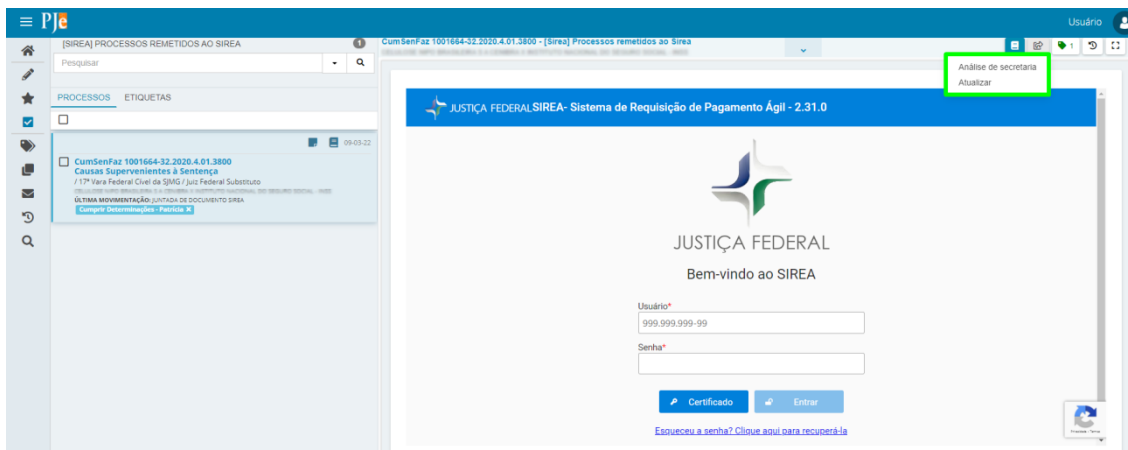 PJe
Usuário
[SIREA] PROCESSOS REMETIDOS AO SIREA
1
Pesquisar
PROCESSOS ETIQUETAS
09-03-22
CumSenFaz 1001664-32.2020.4.01.3800
Causas Supervenientes à Sentença
/ 17ª Vara Federal Cível da SJMG / Juiz Federal Substituto
ÚLTIMA MOVIMENTAÇÃO: JUNTADA DE DOCUMENTO SIREA
Cumprir Determinações - Patrícia ✕
CumSenFaz 1001664-32.2020.4.01.3800 - [Sirea] Processos remetidos ao Sirea
1
Análise de secretaria
Atualizar
JUSTIÇA FEDERAL SIREA- Sistema de Requisição de Pagamento Ágil - 2.31.0
JUSTIÇA FEDERAL
Bem-vindo ao SIREA
Usuário*
999.999.999-99
Senha*
Certificado
Entrar
Esqueceu a senha? Clique aqui para recuperá-la